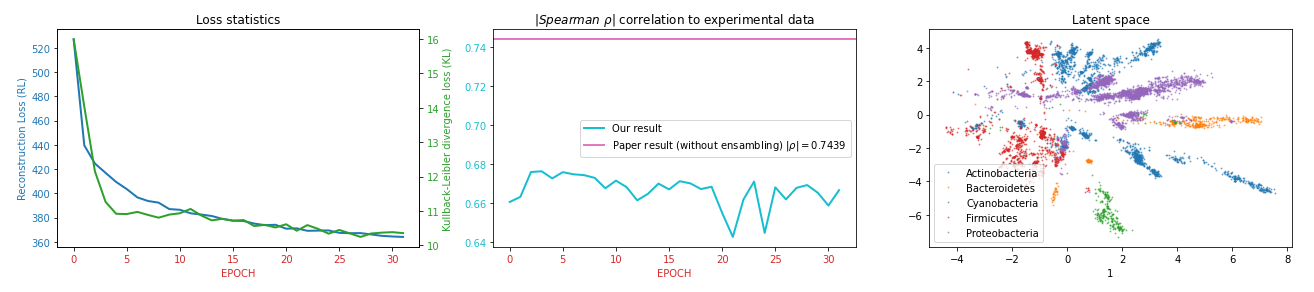 Loss statistics
Reconstruction Loss (RL)
520
500
480
460
440
420
400
380
360
0 5 10 15 20 25 30
EPOCH
16
15
14
13
12
11
10
Kullback-Leibler divergence loss (KL)
|Spearman ρ| correlation to experimental data
0.74
0.72
0.70
0.68
0.66
0.64
Our result
Paper result (without ensambling) |ρ| = 0.7439
0 5 10 15 20 25 30
EPOCH
Latent space
4
2
0
−2
−4
−6
Actinobacteria
Bacteroidetes
Cyanobacteria
Firmicutes
Proteobacteria
−4 −2 0 2 4 6 8
1